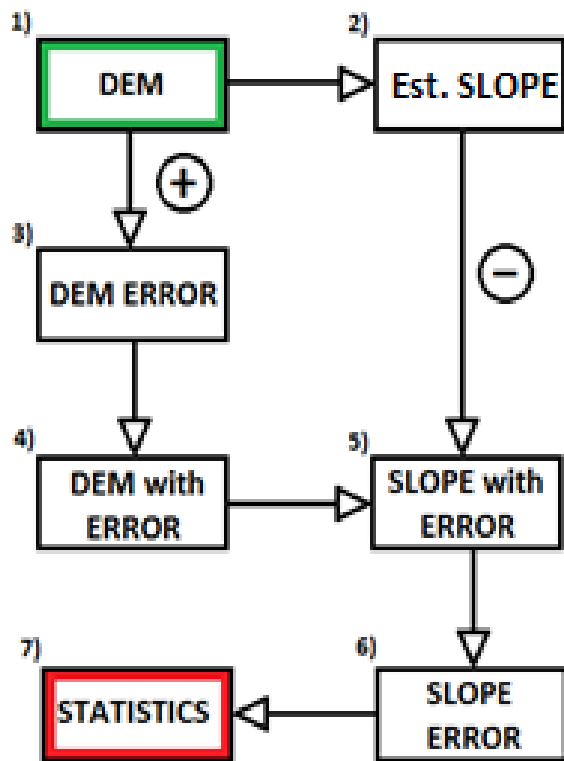 1)
DEM
2)
Est. SLOPE
+
3)
DEM ERROR
−
4)
DEM with
ERROR
5)
SLOPE with
ERROR
7)
STATISTICS
6)
SLOPE
ERROR